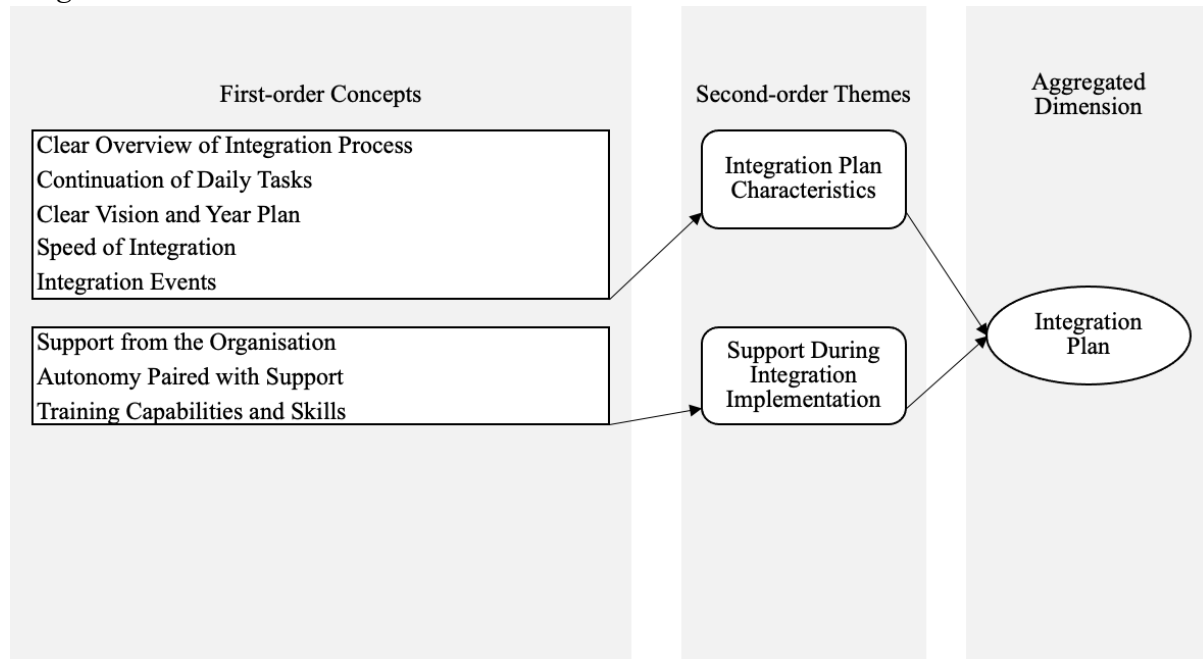 First-order Concepts
Clear Overview of Integration Process
Continuation of Daily Tasks
Clear Vision and Year Plan
Speed of Integration
Integration Events
Support from the Organisation
Autonomy Paired with Support
Training Capabilities and Skills
Second-order Themes
Integration Plan
Characteristics
Support During
Integration
Implementation
Aggregated
Dimension
Integration
Plan